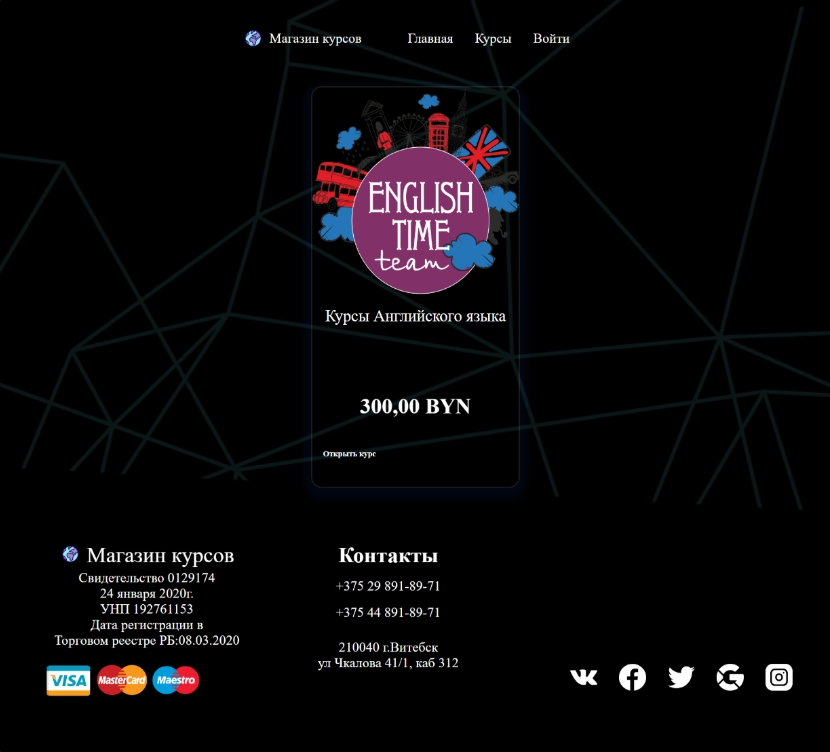 Магазин курсов
Главная
Курсы
Войти
ENGLISH
TIME
team
Курсы Английского языка
300,00 BYN
Открыть курс
Магазин курсов
Свидетельство 0129174
24 января 2020г.
УНП 192761153
Дата регистрации в
Торговом реестре РБ:08.03.2020
VISA
MasterCard
Maestro
Контакты
+375 29 891-89-71
+375 44 891-89-71
210040 г.Витебск
ул Чкалова 41/1, каб 312